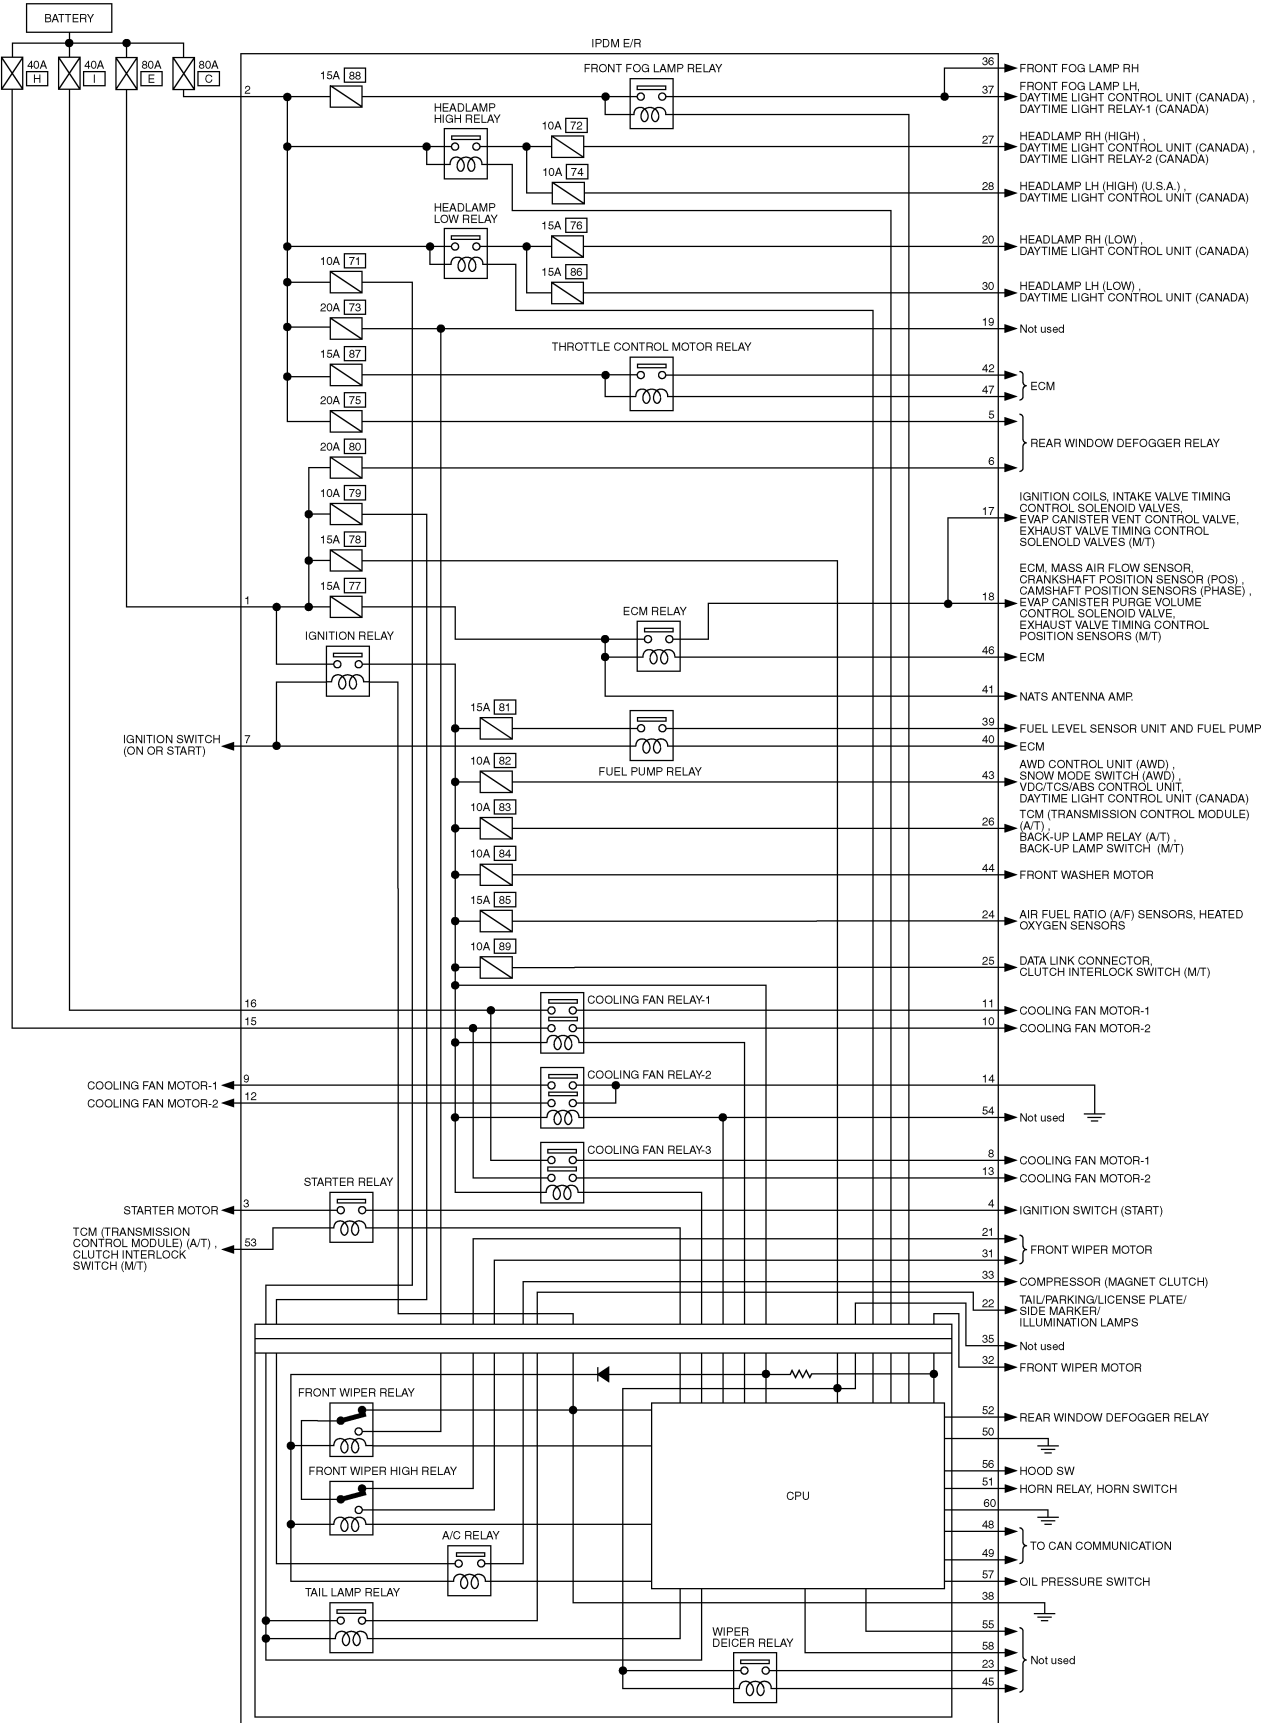 BATTERY
40A
H
40A
I
80A
E
80A
C
IPDM E/R
2
15A 88
FRONT FOG LAMP RELAY
36
FRONT FOG LAMP RH
37
FRONT FOG LAMP LH,
DAYTIME LIGHT CONTROL UNIT (CANADA) ,
DAYTIME LIGHT RELAY-1 (CANADA)
HEADLAMP
HIGH RELAY
10A 72
27
HEADLAMP RH (HIGH) ,
DAYTIME LIGHT CONTROL UNIT (CANADA) ,
DAYTIME LIGHT RELAY-2 (CANADA)
10A 74
28
HEADLAMP LH (HIGH) (U.S.A.) ,
DAYTIME LIGHT CONTROL UNIT (CANADA)
HEADLAMP
LOW RELAY
15A 76
20
HEADLAMP RH (LOW) ,
DAYTIME LIGHT CONTROL UNIT (CANADA)
10A 71
15A 86
30
HEADLAMP LH (LOW) ,
DAYTIME LIGHT CONTROL UNIT (CANADA)
20A 73
19
Not used
15A 87
THROTTLE CONTROL MOTOR RELAY
42
47
ECM
20A 75
5
REAR WINDOW DEFOGGER RELAY
20A 80
6
10A 79
17
IGNITION COILS, INTAKE VALVE TIMING
CONTROL SOLENOID VALVES,
EVAP CANISTER VENT CONTROL VALVE,
EXHAUST VALVE TIMING CONTROL
SOLENOLD VALVES (M/T)
15A 78
15A 77
1
ECM RELAY
18
ECM, MASS AIR FLOW SENSOR,
CRANKSHAFT POSITION SENSOR (POS) ,
CAMSHAFT POSITION SENSORS (PHASE) ,
EVAP CANISTER PURGE VOLUME
CONTROL SOLENOID VALVE,
EXHAUST VALVE TIMING CONTROL
POSITION SENSORS (M/T)
IGNITION RELAY
46
ECM
41
NATS ANTENNA AMP.
15A 81
39
FUEL LEVEL SENSOR UNIT AND FUEL PUMP
IGNITION SWITCH
(ON OR START)
7
40
ECM
FUEL PUMP RELAY
10A 82
43
AWD CONTROL UNIT (AWD) ,
SNOW MODE SWITCH (AWD) ,
VDC/TCS/ABS CONTROL UNIT,
DAYTIME LIGHT CONTROL UNIT (CANADA)
10A 83
26
TCM (TRANSMISSION CONTROL MODULE)
(A/T) ,
BACK-UP LAMP RELAY (A/T) ,
BACK-UP LAMP SWITCH (M/T)
10A 84
44
FRONT WASHER MOTOR
15A 85
24
AIR FUEL RATIO (A/F) SENSORS, HEATED
OXYGEN SENSORS
10A 89
25
DATA LINK CONNECTOR,
CLUTCH INTERLOCK SWITCH (M/T)
16
COOLING FAN RELAY-1
11
COOLING FAN MOTOR-1
15
10
COOLING FAN MOTOR-2
COOLING FAN MOTOR-1
9
COOLING FAN RELAY-2
14
COOLING FAN MOTOR-2
12
54
Not used
COOLING FAN RELAY-3
8
COOLING FAN MOTOR-1
13
COOLING FAN MOTOR-2
STARTER RELAY
STARTER MOTOR
3
4
IGNITION SWITCH (START)
TCM (TRANSMISSION
CONTROL MODULE) (A/T) ,
CLUTCH INTERLOCK
SWITCH (M/T)
53
21
31
FRONT WIPER MOTOR
33
COMPRESSOR (MAGNET CLUTCH)
22
TAIL/PARKING/LICENSE PLATE/
SIDE MARKER/
ILLUMINATION LAMPS
35
Not used
32
FRONT WIPER MOTOR
FRONT WIPER RELAY
52
REAR WINDOW DEFOGGER RELAY
50
FRONT WIPER HIGH RELAY
56
HOOD SW
51
HORN RELAY, HORN SWITCH
CPU
60
A/C RELAY
48
49
TO CAN COMMUNICATION
57
OIL PRESSURE SWITCH
TAIL LAMP RELAY
38
WIPER
DEICER RELAY
55
58
23
45
Not used